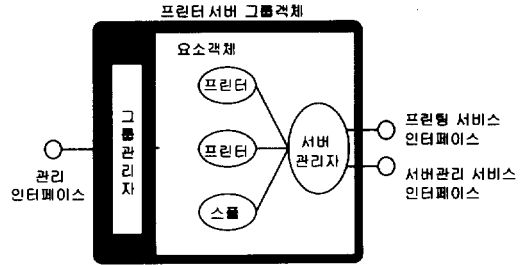 프린터 서버 그룹객체
요소객체
프린터
프린터
스풀
그
룹
관
리
자
서버
관리자
관리
인터페이스
프린팅 서비스
인터페이스
서버관리 서비스
인터페이스